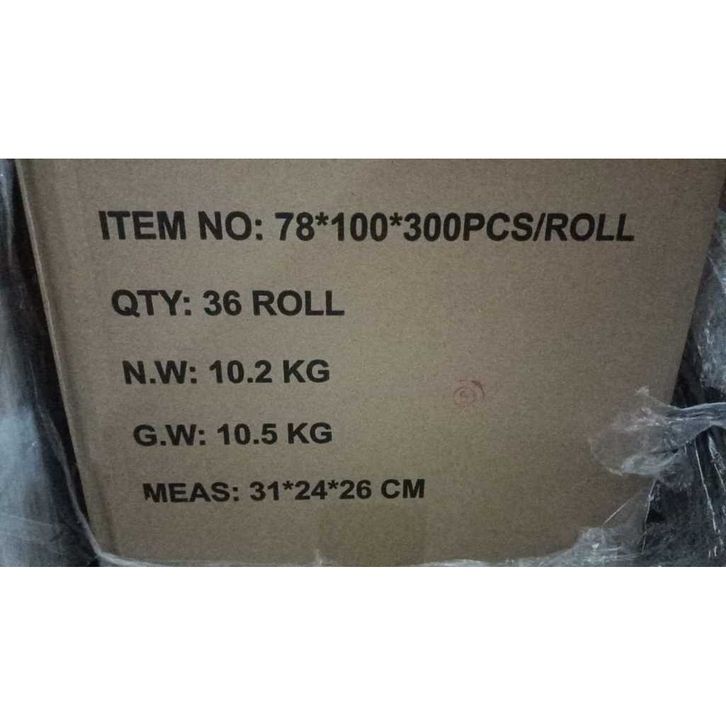 ITEM NO: 78*100*300PCS/ROLL
QTY: 36 ROLL
N.W: 10.2 KG
G.W: 10.5 KG
MEAS: 31*24*26 CM